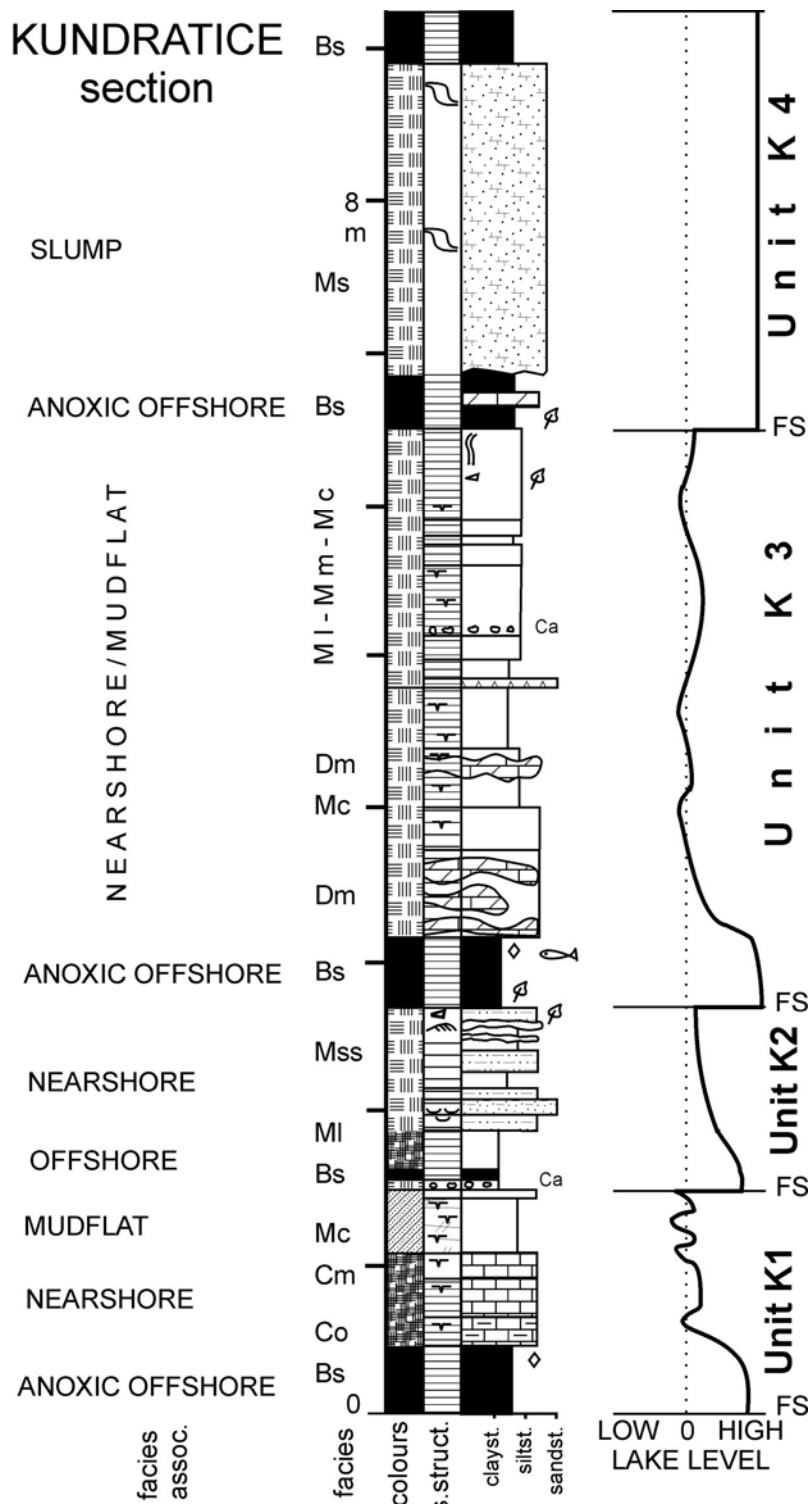 KUNDRATICE
section
Bs
Unit K 4
8
m
SLUMP
Ms
ANOXIC OFFSHORE
Bs
FS
NEARSHORE/MUDFLAT
Ml-Mm-Mc
Unit K 3
Ca
Dm
Mc
Dm
ANOXIC OFFSHORE
Bs
FS
Mss
Unit K2
NEARSHORE
Ml
OFFSHORE
Bs
Ca
FS
MUDFLAT
Mc
Cm
Unit K1
NEARSHORE
Co
Bs
ANOXIC OFFSHORE
0
FS
facies
assoc.
facies
colours
s.struct.
clayst.
siltst.
sandst.
LOW 0 HIGH
LAKE LEVEL